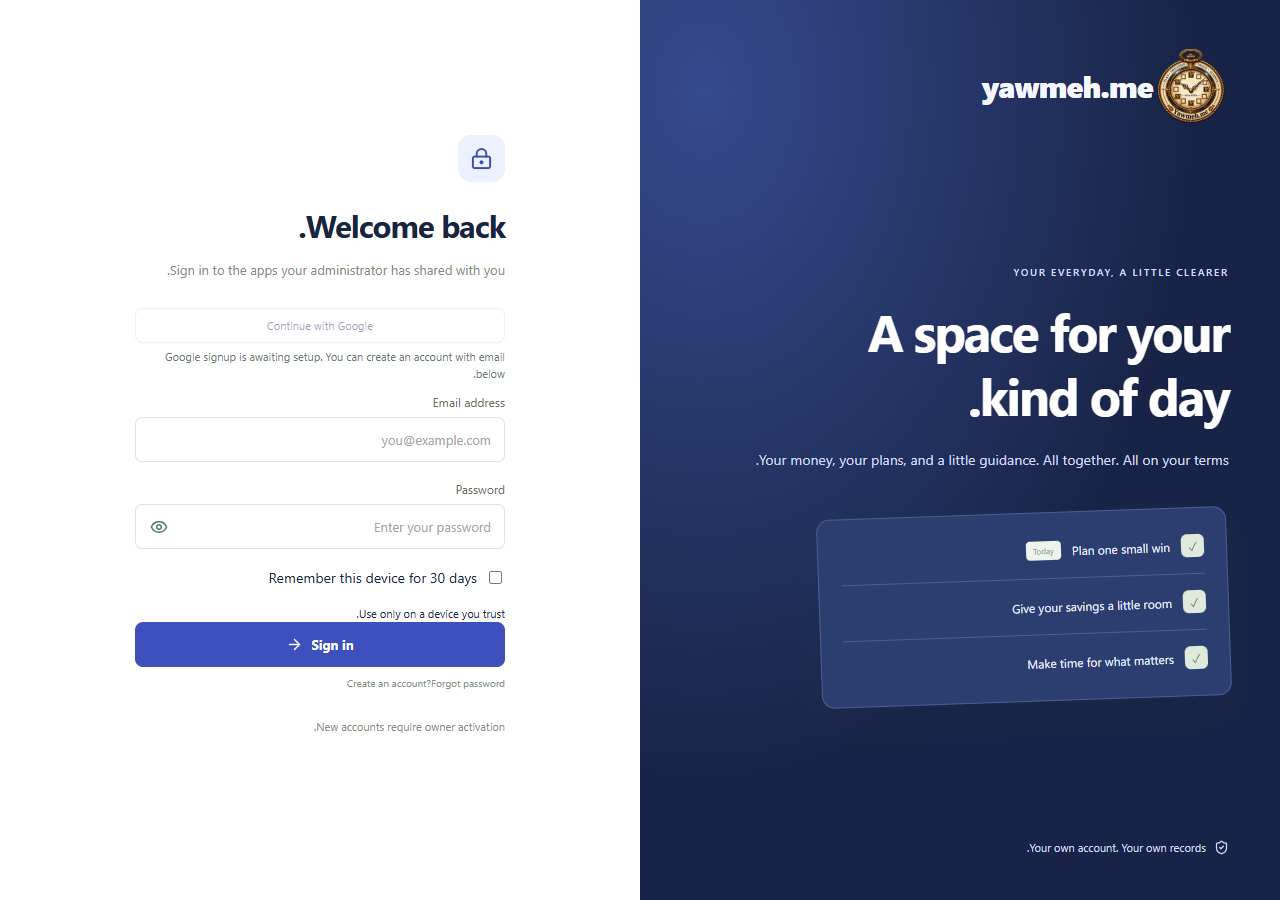 yawmeh.me
YOUR EVERYDAY, A LITTLE CLEARER
A space for your
.kind of day
.Your money, your plans, and a little guidance. All together. All on your terms
✓ Plan one small win Today
✓ Give your savings a little room
✓ Make time for what matters
.Your own account. Your own records
.Welcome back
.Sign in to the apps your administrator has shared with you
Continue with Google
Google signup is awaiting setup. You can create an account with email
.below
Email address
you@example.com
Password
Enter your password
Remember this device for 30 days
.Use only on a device you trust
Sign in
Create an account?Forgot password
.New accounts require owner activation